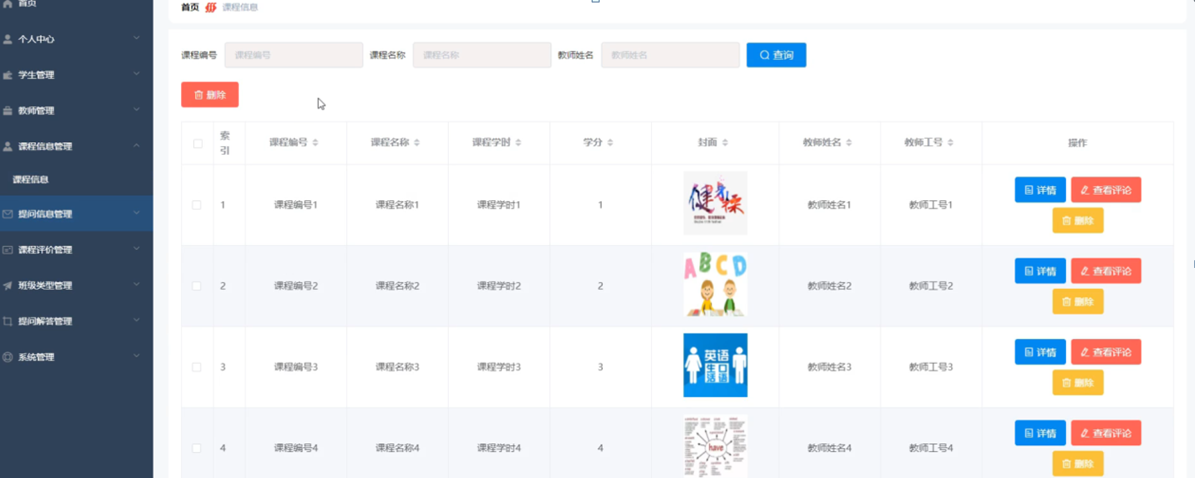 首页
首页 课程信息
个人中心
课程编号 课程编号 课程名称 课程名称 教师姓名 教师姓名 查询
学生管理
删除
教师管理
索引 课程编号 课程名称 课程学时 学分 封面 教师姓名 教师工号 操作
课程信息管理
课程信息
1 课程编号1 课程名称1 课程学时1 1 健身操 教师姓名1 教师工号1 详情 查看评论
删除
提问信息管理
课程评价管理
2 课程编号2 课程名称2 课程学时2 2 ABCD 教师姓名2 教师工号2 详情 查看评论
删除
班级类型管理
提问解答管理
系统管理
3 课程编号3 课程名称3 课程学时3 3 英语生活口语 教师姓名3 教师工号3 详情 查看评论
删除
4 课程编号4 课程名称4 课程学时4 4 have 教师姓名4 教师工号4 详情 查看评论
删除